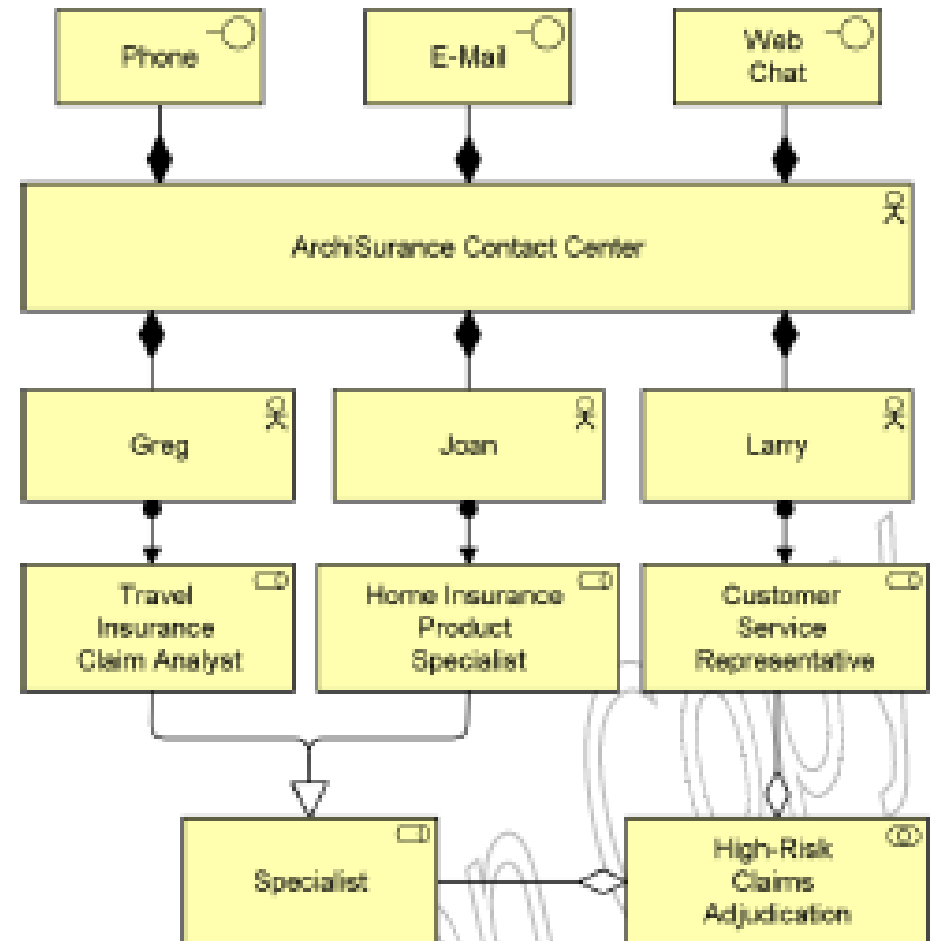 Phone
E-Mail
Web
Chat
ArchiSurance Contact Center
Greg
Joan
Larry
Travel
Insurance
Claim Analyst
Home Insurance
Product
Specialist
Customer
Service
Representative
Specialist
High-Risk
Claims
Adjudication